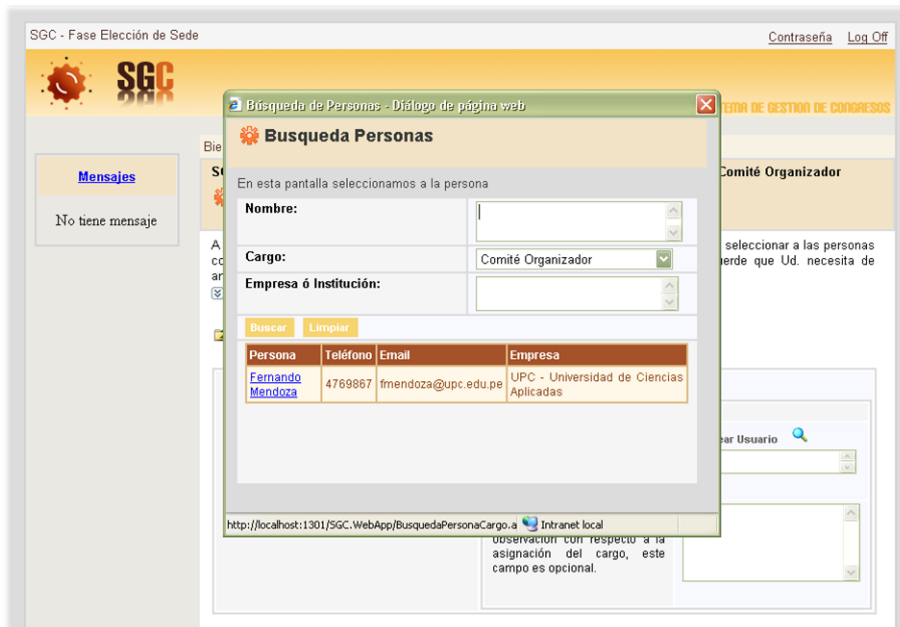 SGC - Fase Elección de Sede
Contraseña Log Off
SGC
TEMA DE GESTION DE CONGRESOS
Mensajes
No tiene mensaje
Bie
Comité Organizador
A
seleccionar a las personas
co
erde que Ud. necesita de
ar
Búsqueda de Personas - Diálogo de página web
Busqueda Personas
En esta pantalla seleccionamos a la persona
Nombre:
Cargo: Comité Organizador
Empresa ó Institución:
Buscar Limpiar
Persona Teléfono Email Empresa
Fernando Mendoza 4769867 fmendoza@upc.edu.pe UPC - Universidad de Ciencias Aplicadas
http://localhost:1301/SGC.WebApp/BusquedaPersonaCargo.a Intranet local
ear Usuario
observación con respecto a la
asignación del cargo, este
campo es opcional.